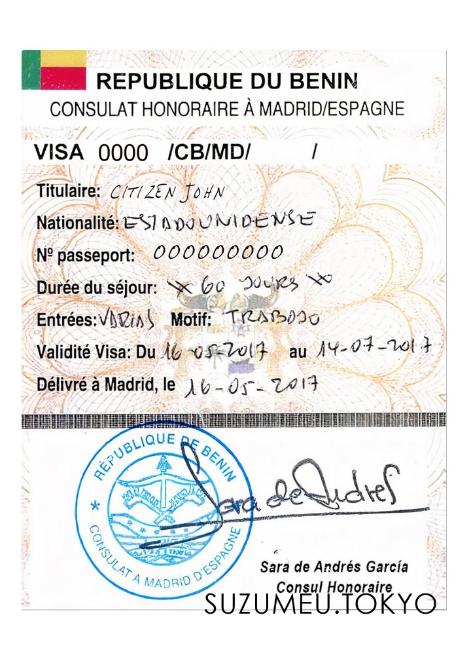 REPUBLIQUE DU BENIN
CONSULAT HONORAIRE À MADRID/ESPAGNE
VISA 0000 /CB/MD/ /
Titulaire: CITIZEN JOHN
Nationalité: ESTADOUNIDENSE
Nº passeport: 000000000
Durée du séjour: * 60 JOURS *
Entrées: VARIAS Motif: TRABAJO
Validité Visa: Du 16-05-2017 au 14-07-2017
Délivré à Madrid, le 16-05-2017
REPUBLIQUE DE BENIN
CONSULAT A MADRID D'ESPAGNE
Sara de Andres
Sara de Andrés García
Consul Honoraire
SUZUMEU.TOKYO